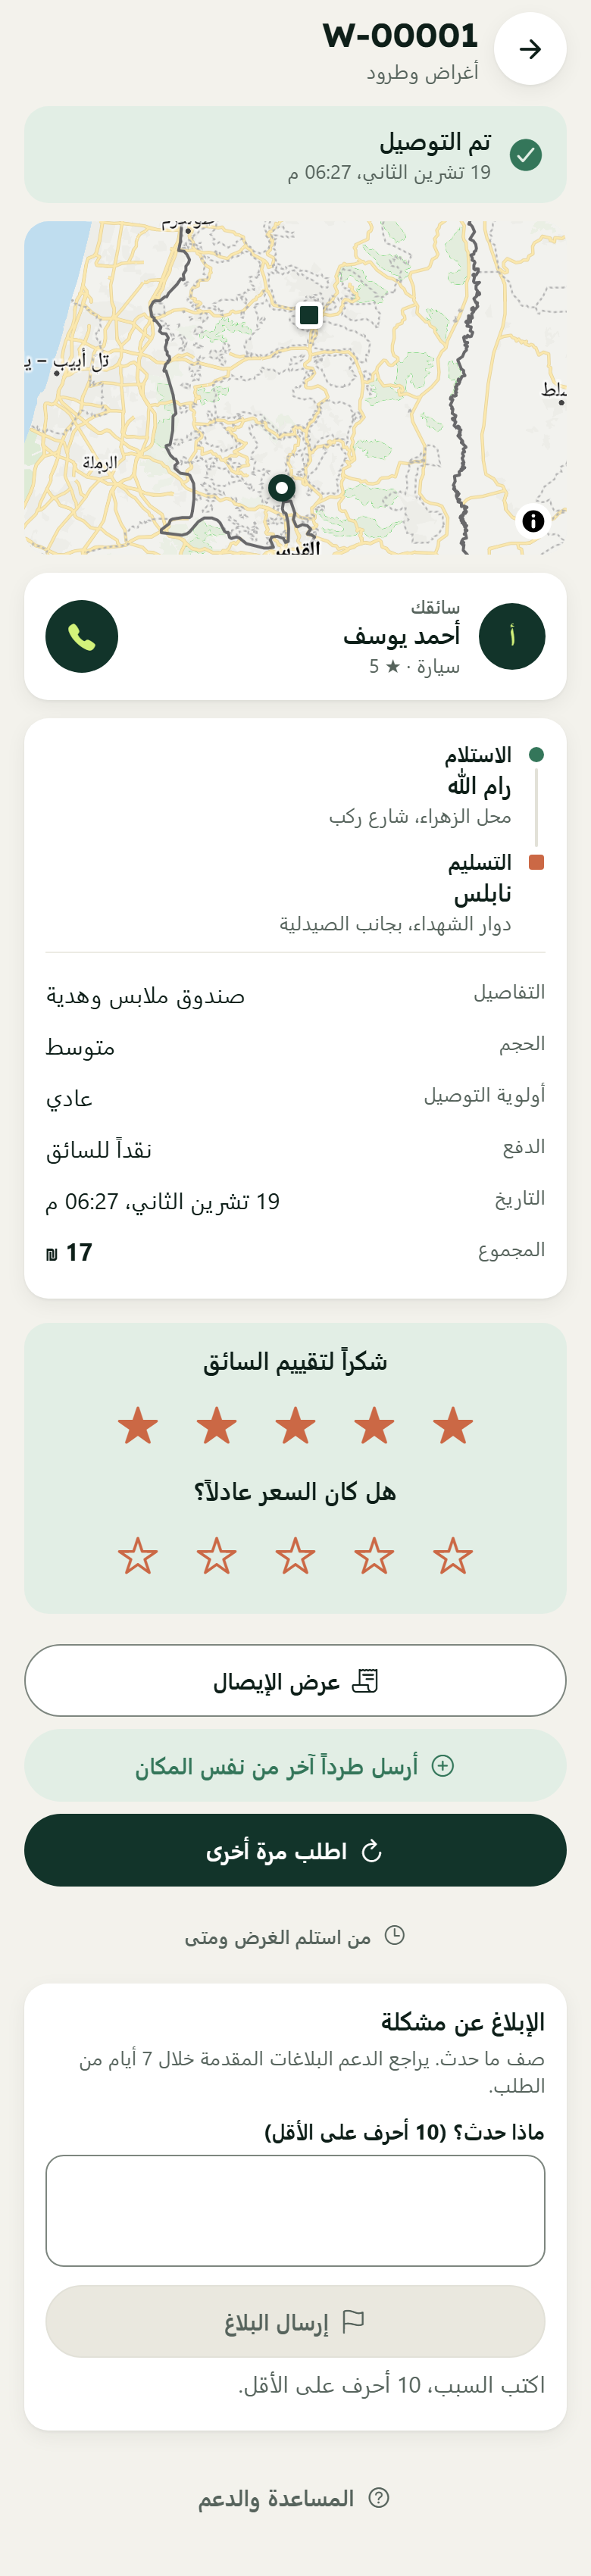 W-00001
أغراض وطرود
تم التوصيل
19 تشرين الثاني، 06:27 م
تل أبيب – ي
الرملة
القدس
سائقك
أ
أحمد يوسف
سيارة · ★ 5
الاستلام
رام الله
محل الزهراء، شارع ركب
التسليم
نابلس
دوار الشهداء، بجانب الصيدلية
التفاصيل صندوق ملابس وهدية
الحجم متوسط
أولوية التوصيل عادي
الدفع نقداً للسائق
التاريخ 19 تشرين الثاني، 06:27 م
المجموع 17 ₪
شكراً لتقييم السائق
هل كان السعر عادلاً؟
عرض الإيصال
أرسل طرداً آخر من نفس المكان
اطلب مرة أخرى
من استلم الغرض ومتى
الإبلاغ عن مشكلة
صف ما حدث. يراجع الدعم البلاغات المقدمة خلال 7 أيام من
الطلب.
ماذا حدث؟ (10 أحرف على الأقل)
إرسال البلاغ
اكتب السبب، 10 أحرف على الأقل.
المساعدة والدعم